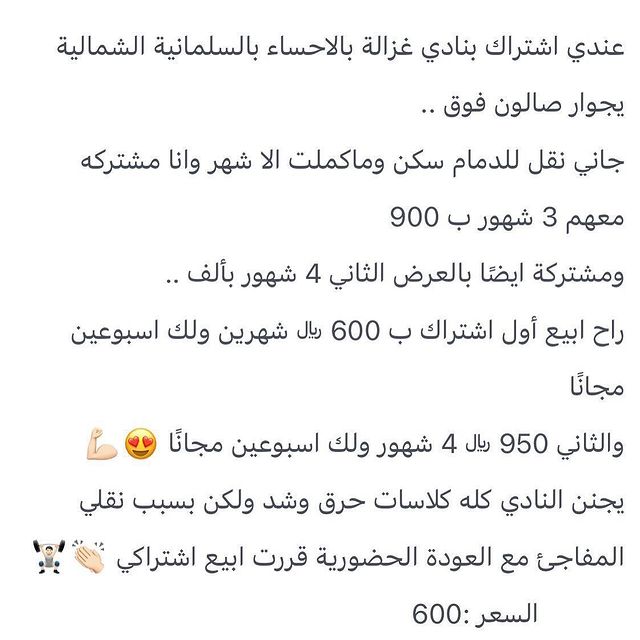 عندي اشتراك بنادي غزالة بالاحساء بالسلمانية الشمالية
يجوار صالون فوق ..
جاني نقل للدمام سكن وماكملت الا شهر وانا مشتركه
معهم 3 شهور ب 900
ومشتركة ايضًا بالعرض الثاني 4 شهور بألف ..
راح ابيع أول اشتراك ب 600 ﷼ شهرين ولك اسبوعين
مجانًا
والثاني 950 ﷼ 4 شهور ولك اسبوعين مجانًا 😍💪🏻
يجنن النادي كله كلاسات حرق وشد ولكن بسبب نقلي
المفاجئ مع العودة الحضورية قررت ابيع اشتراكي 👏🏻🏋🏻
السعر :600